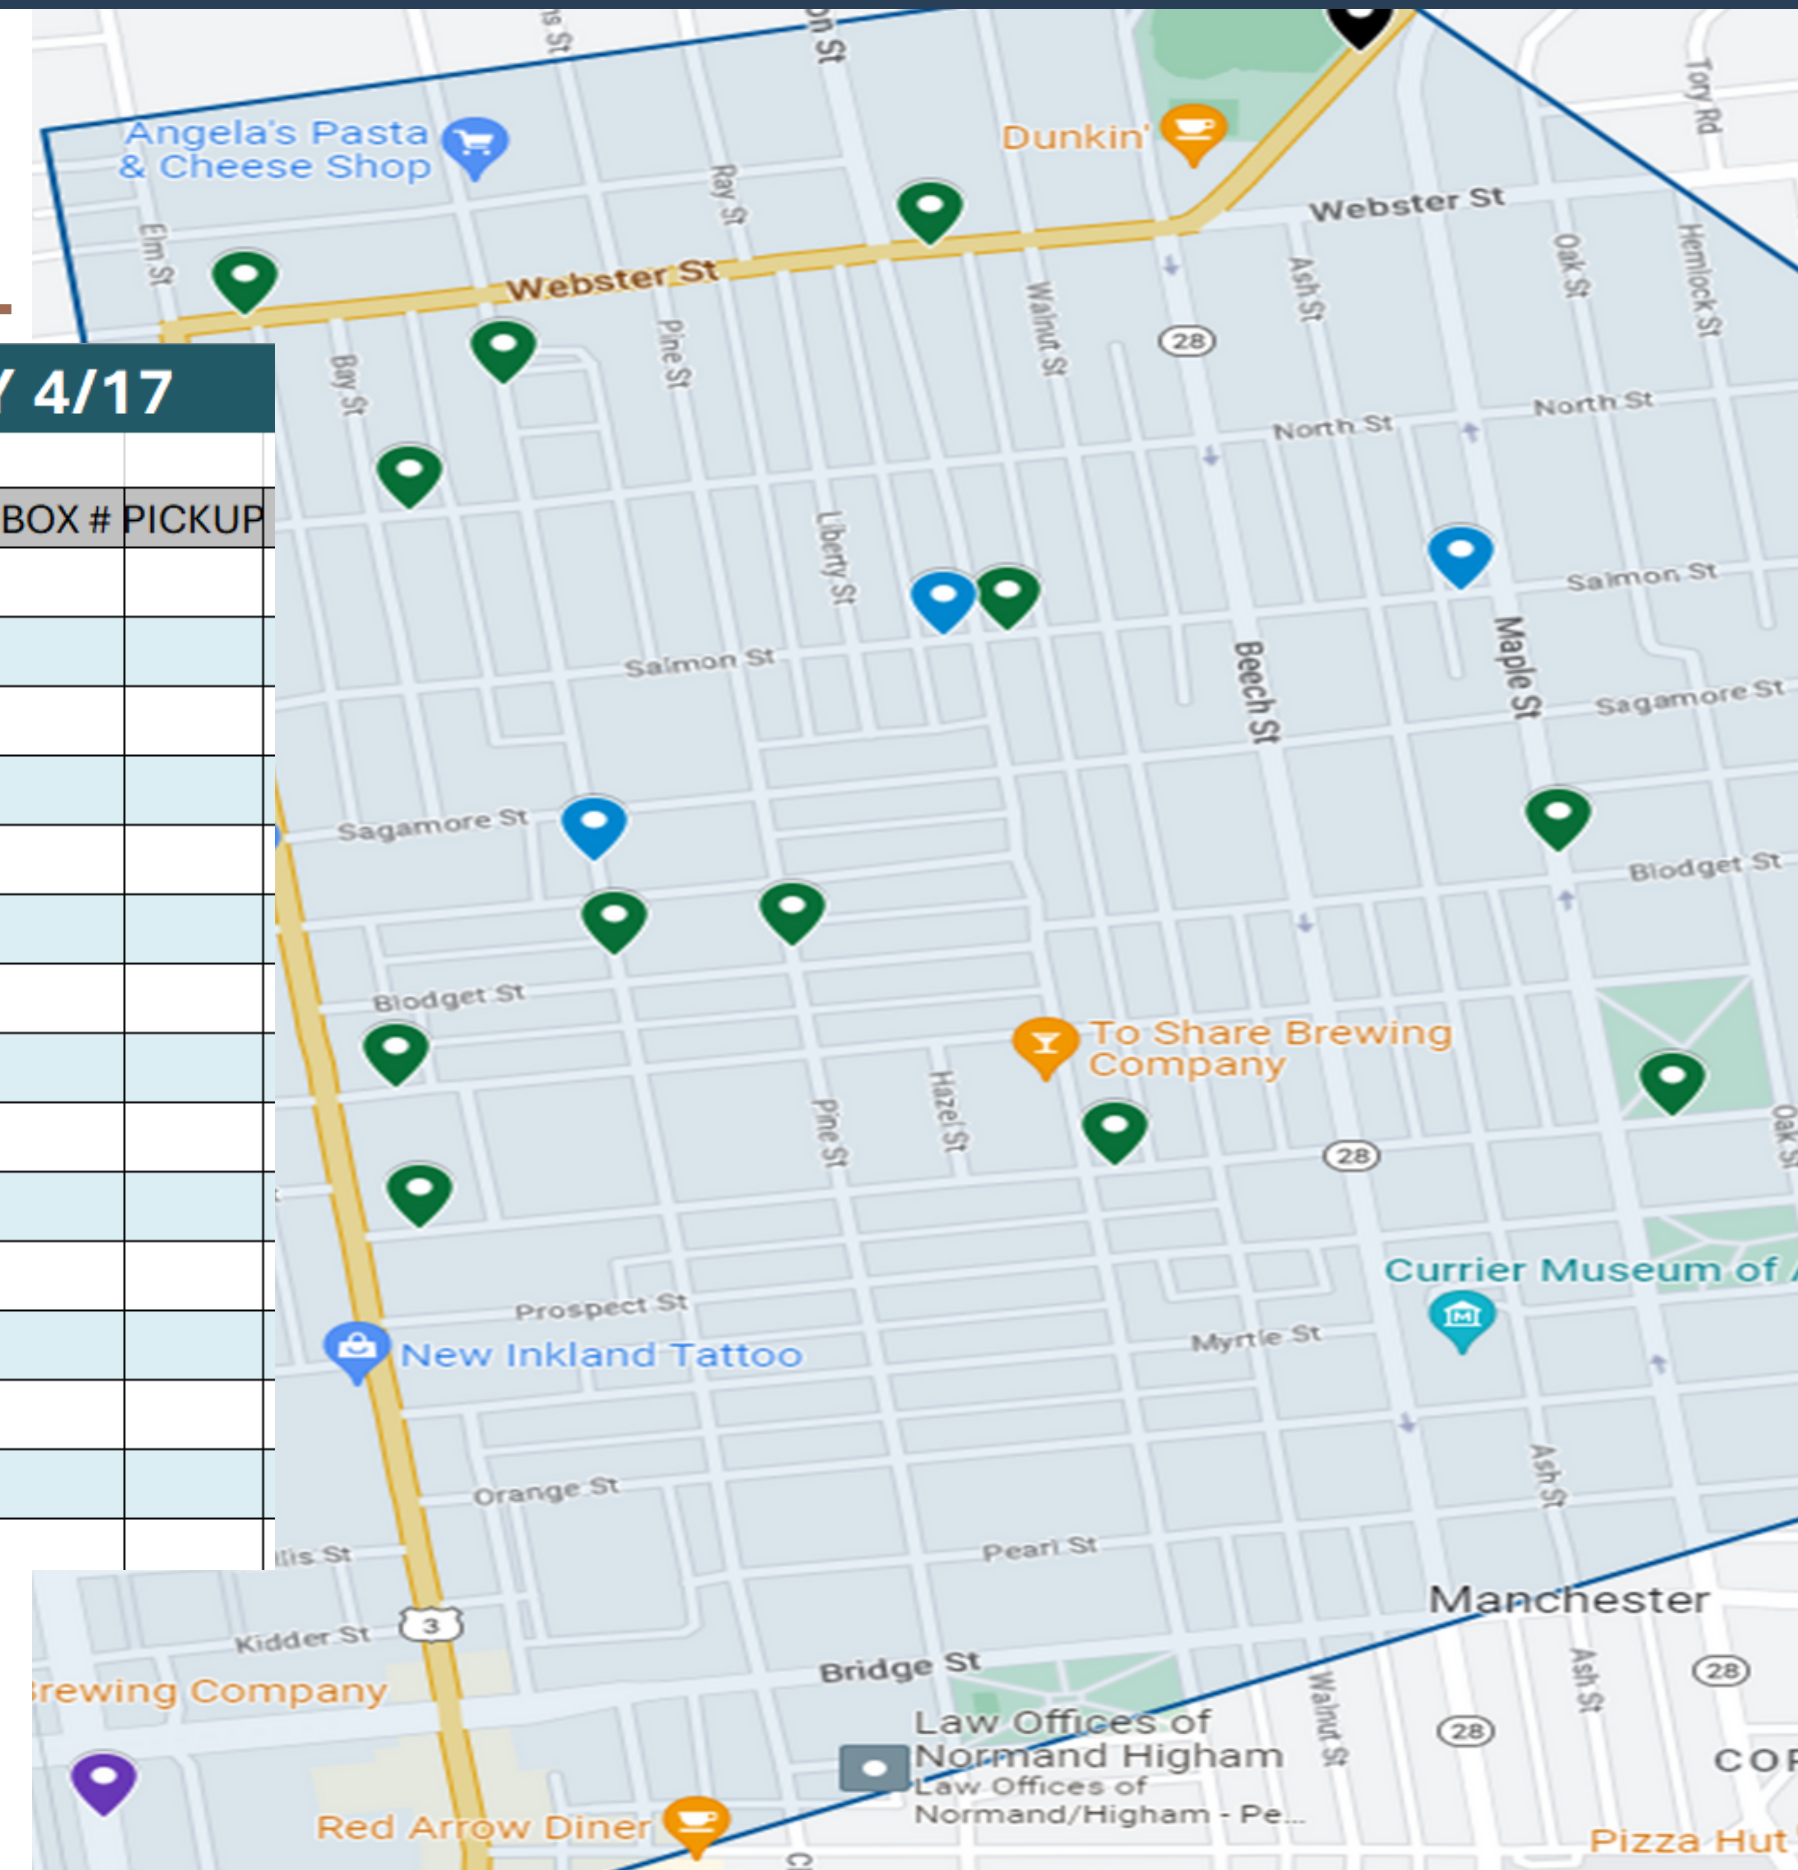 Tory Rd
Angela's Pasta
& Cheese Shop
Dunkin'
Ray St
Elm St
Webster St
Webster St
Oak St
Hemlock St
Ash St
Walnut St
Pine St
28
Bay St
4/17
North St
North St
BOX #
PICKUP
Liberty St
Salmon St
Salmon St
Maple St
Beech St
Sagamore St
Sagamore St
Blodget St
Blodget St
To Share Brewing
Company
Hazel St
Pine St
Oak St
28
Currier Museum of
Prospect St
Myrtle St
New Inkland Tattoo
Ash St
Orange St
Pearl St
Manchester
3
Kidder St
Bridge St
Ash St
28
Brewing Company
Walnut St
28
Law Offices of
Normand Higham
Law Offices of
Normand/Higham - Pe...
Red Arrow Diner
Pizza Hut